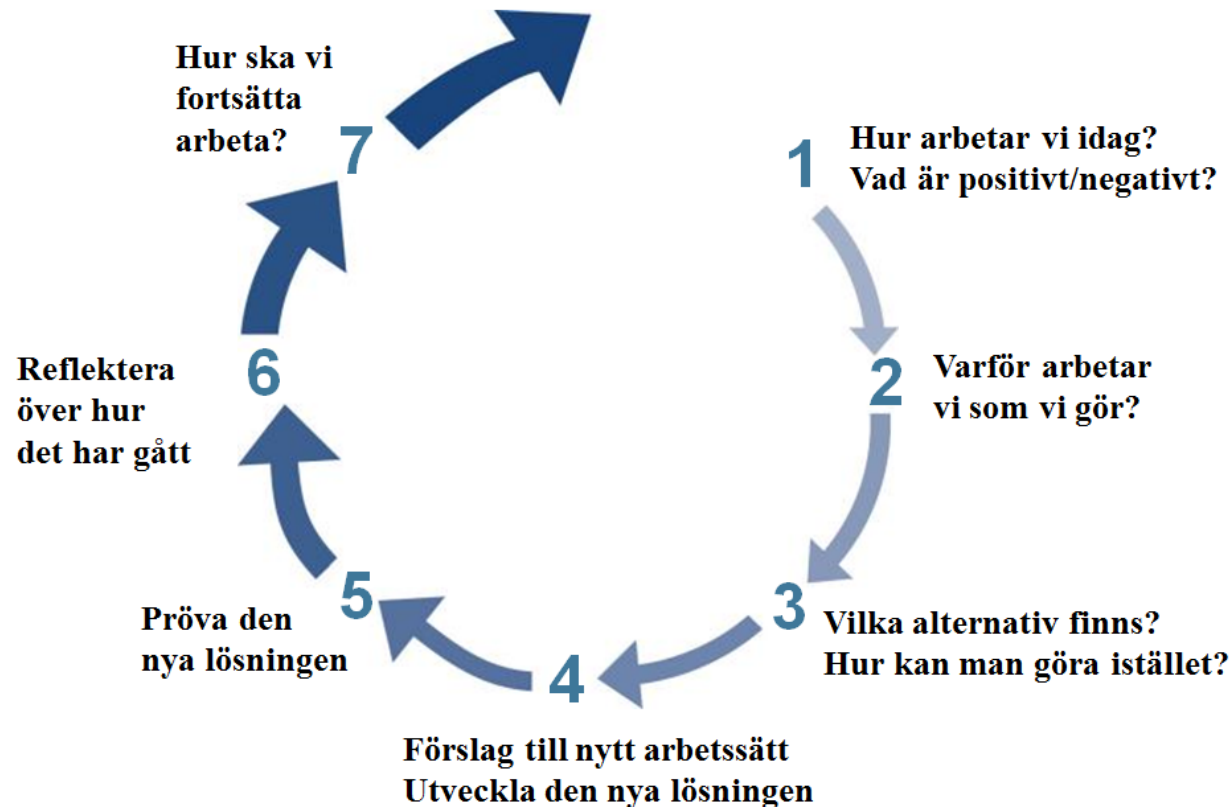 1
Hur arbetar vi idag?
Vad är positivt/negativt?
2
Varför arbetar
vi som vi gör?
3
Vilka alternativ finns?
Hur kan man göra istället?
4
Förslag till nytt arbetssätt
Utveckla den nya lösningen
5
Pröva den
nya lösningen
6
Reflektera
över hur
det har gått
7
Hur ska vi
fortsätta
arbeta?